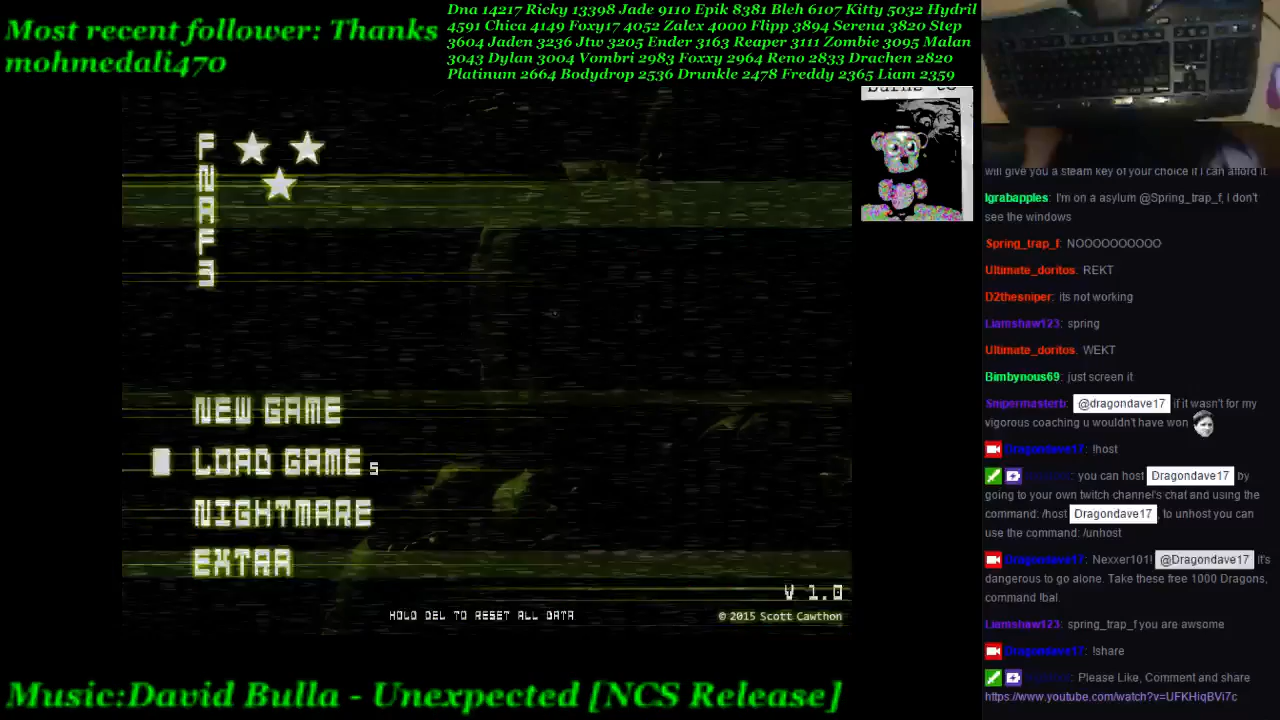 Most recent follower: Thanks
mohmedali470
Dna 14217 Ricky 13398 Jade 9110 Epik 8381 Bleh 6107 Kitty 5032 Hydril
4591 Chica 4149 Foxy17 4052 Zalex 4000 Flipp 3894 Serena 3820 Step
3604 Jaden 3236 Jtw 3205 Ender 3163 Reaper 3111 Zombie 3095 Malan
3043 Dylan 3004 Vombri 2983 Foxxy 2964 Reno 2833 Drachen 2820
Platinum 2664 Bodydrop 2536 Drunkle 2478 Freddy 2365 Liam 2359
FNAF3
NEW GAME
LOAD GAME 5
NIGHTMARE
EXTRA
V 1.0
HOLD DEL TO RESET ALL DATA
© 2015 Scott Cawthon
Music:David Bulla - Unexpected [NCS Release]
will give you a steam key of your choice if I can afford it.
Igrabapples: I'm on a asylum @Spring_trap_f, I don't
see the windows
Spring_trap_f: NOOOOOOOOOO
Ultimate_doritos: REKT
D2thesniper: its not working
Liamshaw123: spring
Ultimate_doritos: WEKT
Bimbynous69: just screen it
Snipermasterb: @dragondave17 if it wasn't for my
vigorous coaching u wouldn't have won
Dragondave17: !host
you can host Dragondave17 by
going to your own twitch channel's chat and using the
command: /host Dragondave17, to unhost you can
use the command: /unhost
Dragondave17: Nexxer101! @Dragondave17 it's
dangerous to go alone. Take these free 1000 Dragons,
command !bal.
Liamshaw123: spring_trap_f you are awsome
Dragondave17: !share
Please Like, Comment and share
https://www.youtube.com/watch?v=UFKHiqBVi7c